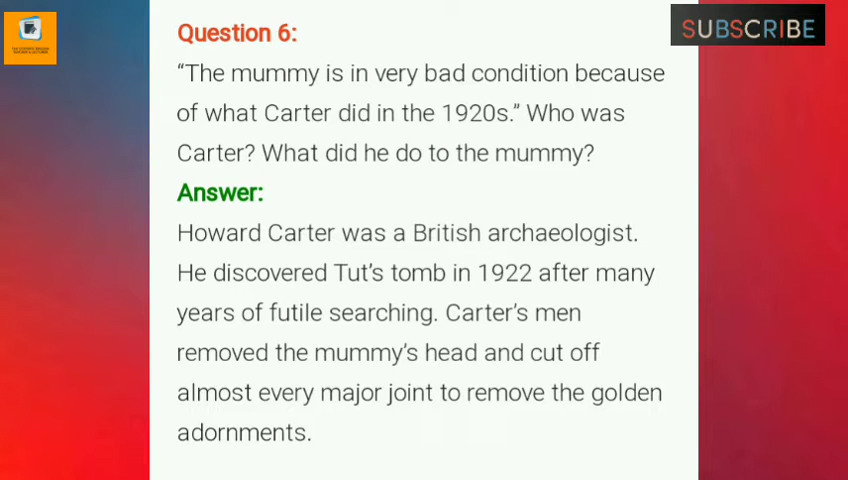 SUBSCRIBE
Question 6:
“The mummy is in very bad condition because
of what Carter did in the 1920s.” Who was
Carter? What did he do to the mummy?
Answer:
Howard Carter was a British archaeologist.
He discovered Tut’s tomb in 1922 after many
years of futile searching. Carter’s men
removed the mummy’s head and cut off
almost every major joint to remove the golden
adornments.